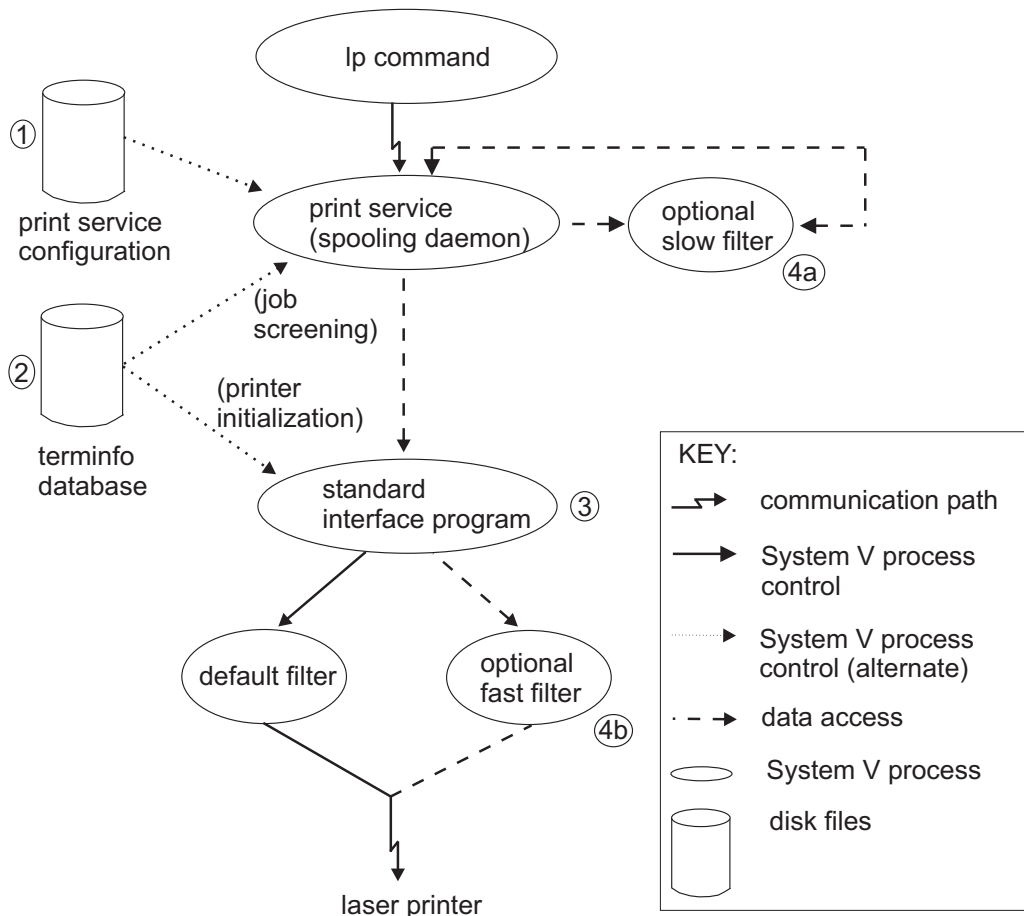 lp command
1
print service
configuration
print service
(spooling daemon)
optional
slow filter
4a
(job
screening)
2
terminfo
database
(printer
initialization)
standard
interface program
3
default filter
optional
fast filter
4b
laser printer
KEY:
communication path
System V process
control
System V process
control (alternate)
data access
System V process
disk files